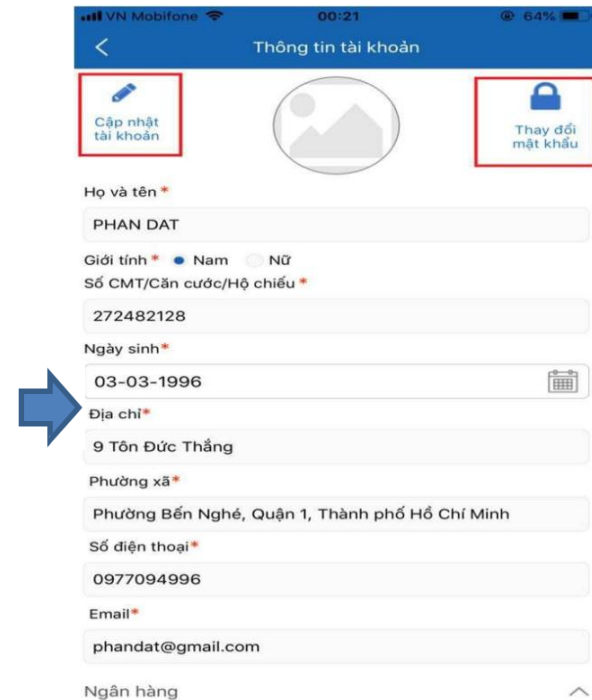 VN Mobifone 00:21 64%
Thông tin tài khoản
Cập nhật
tài khoản
Thay đổi
mật khẩu
Họ và tên *
PHAN DAT
Giới tính * Nam Nữ
Số CMT/Căn cước/Hộ chiếu *
272482128
Ngày sinh*
03-03-1996
Địa chỉ*
9 Tôn Đức Thắng
Phường xã*
Phường Bến Nghé, Quận 1, Thành phố Hồ Chí Minh
Số điện thoại*
0977094996
Email*
phandat@gmail.com
Ngân hàng